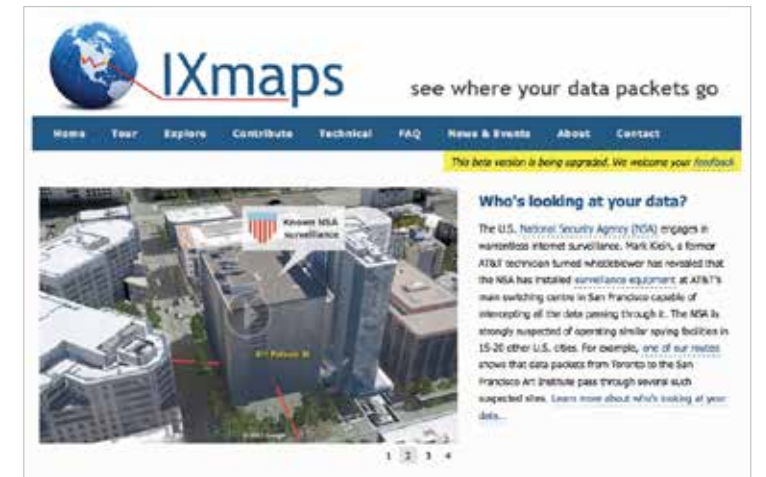 IXmaps
see where your data packets go
Home Tour Explore Contribute Technical FAQ News & Events About Contact
This beta version is being upgraded. We welcome your feedback
Known NSA
surveillance
611 Folsom St
Who's looking at your data?
The U.S. National Security Agency (NSA) engages in
warrantless internet surveillance. Mark Klein, a former
AT&T technician turned whistleblower has revealed that
the NSA has installed surveillance equipment at AT&T's
main switching centre in San Francisco capable of
intercepting all the data passing through it. The NSA is
strongly suspected of operating similar spying facilities in
15-20 other U.S. cities. For example, one of our routes
shows that data packets from Toronto to the San
Francisco Art Institute pass through several such
suspected sites. Learn more about who's looking at your
data...
1 2 3 4